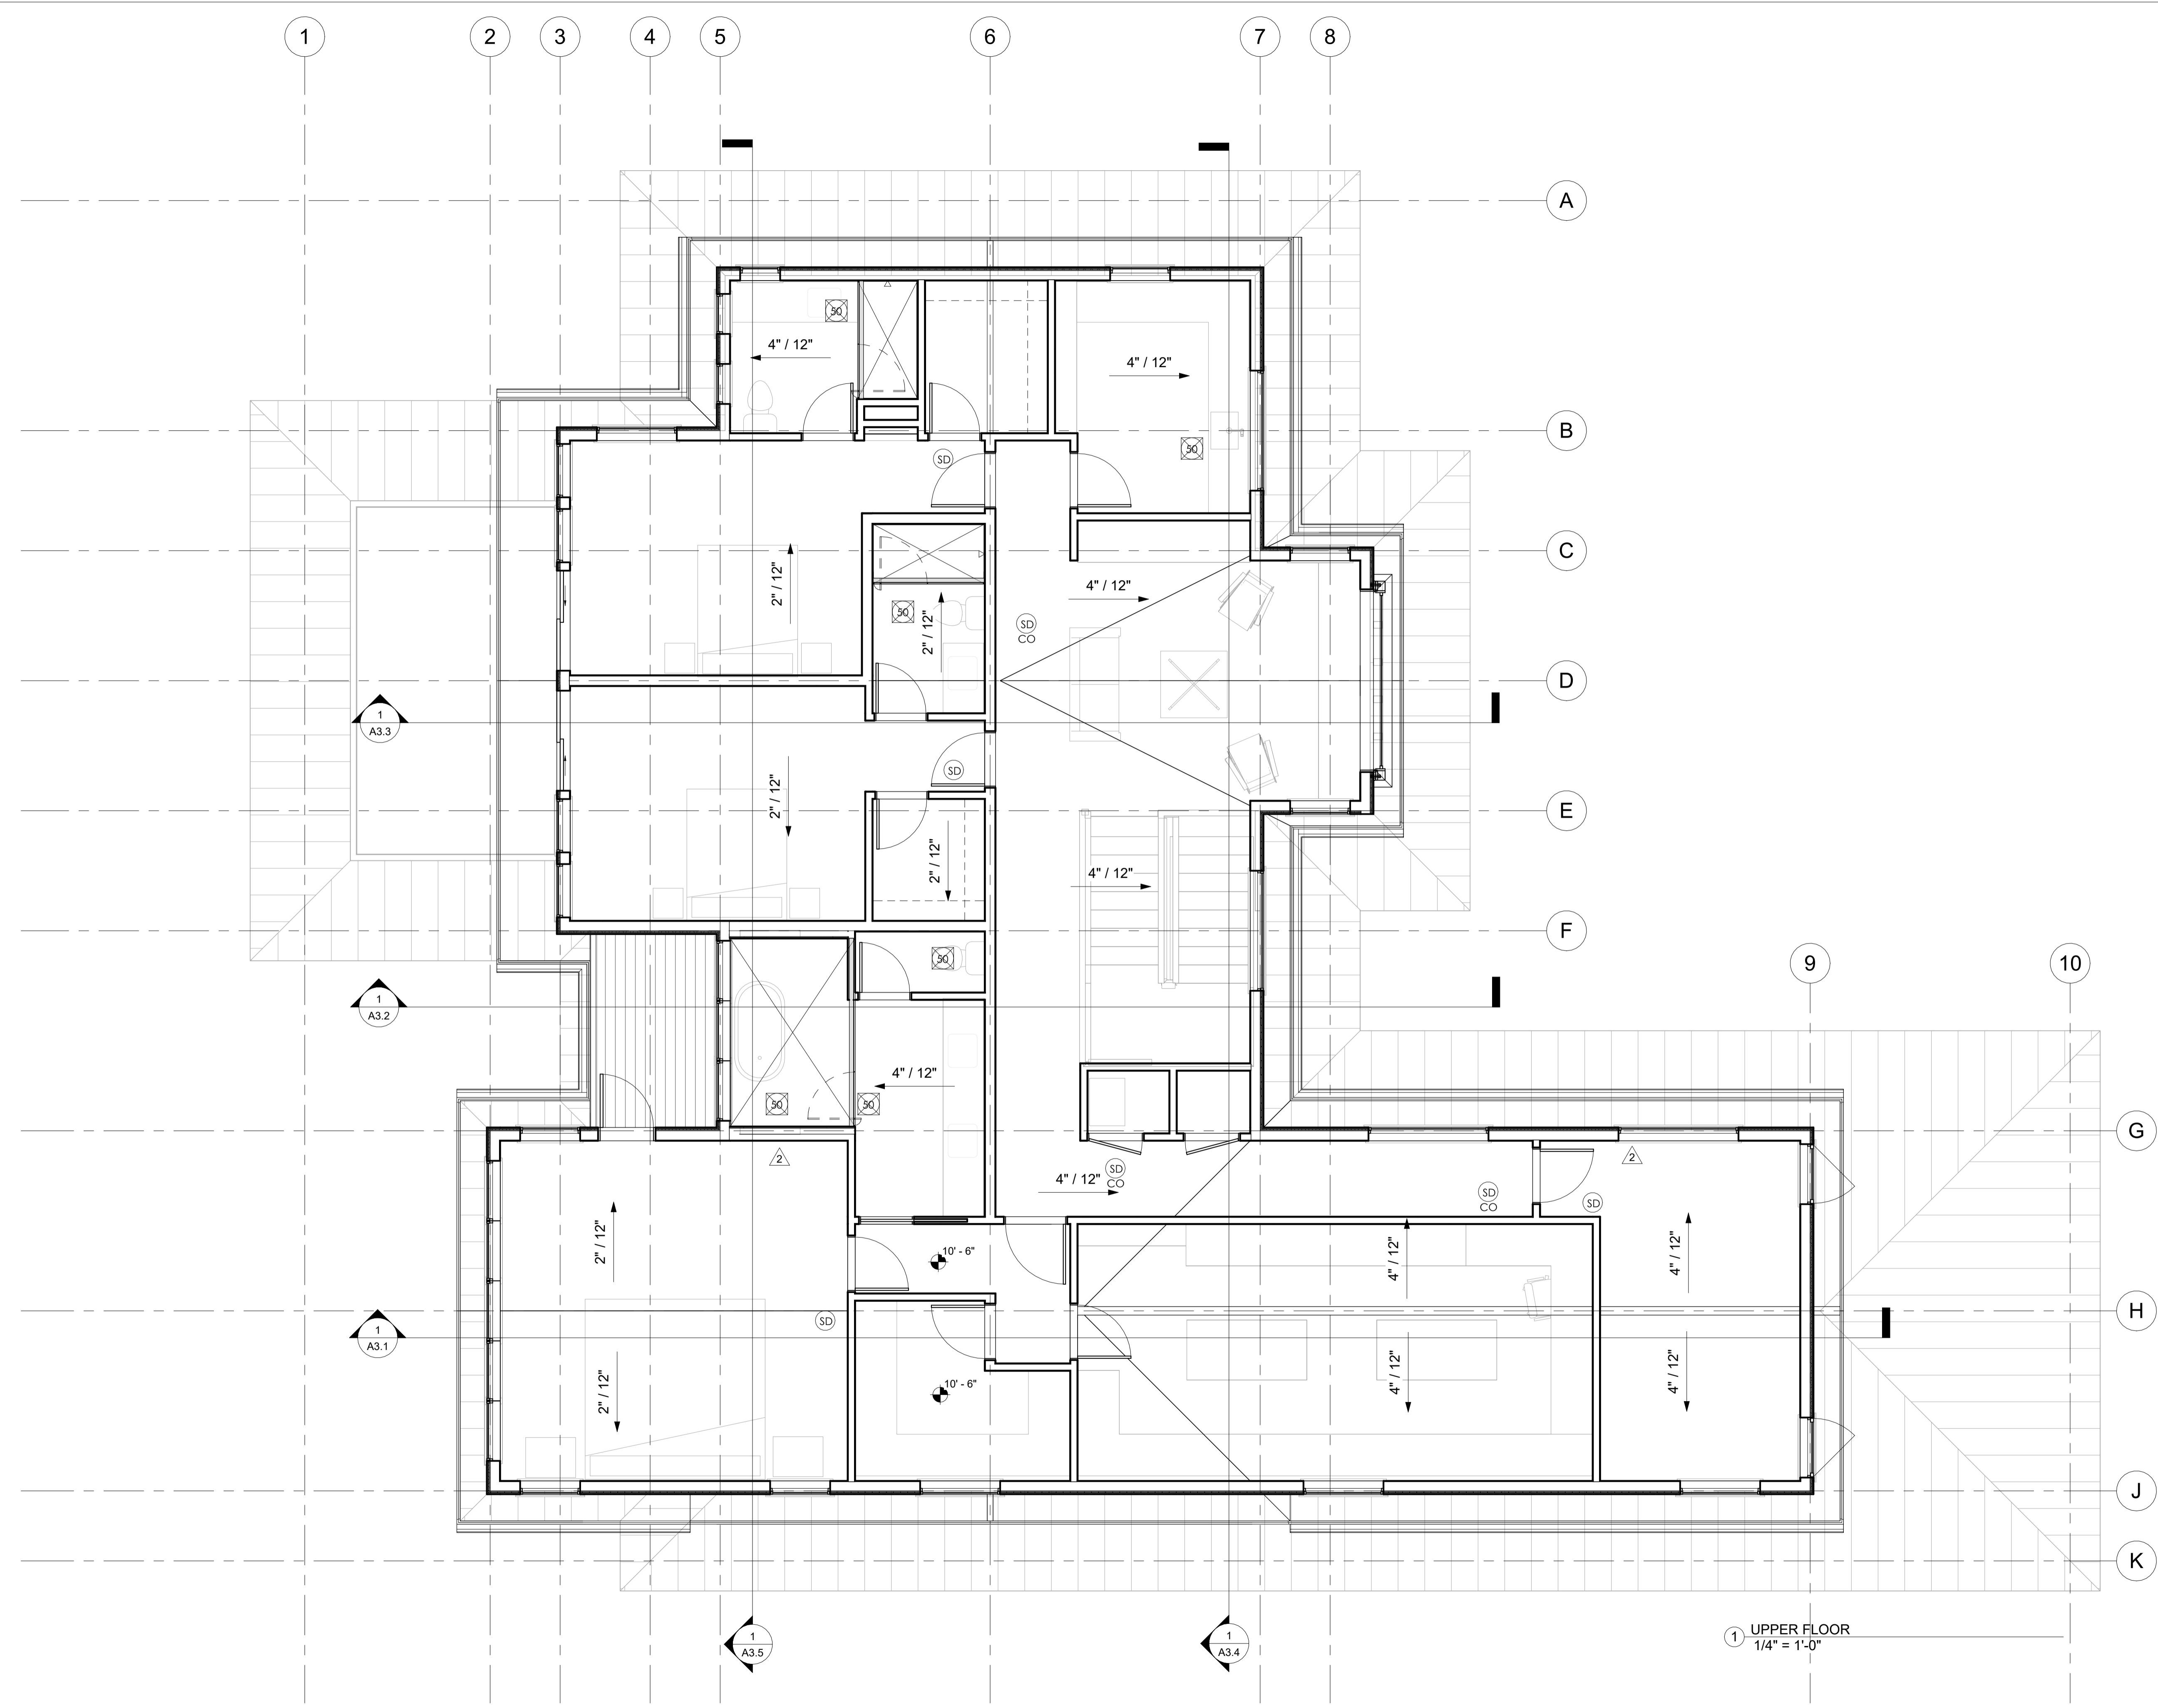 1 2 3 4 5 6 7 8
A
50
4" / 12"
4" / 12"
B
50
SD
C
2" / 12"
4" / 12"
50
2" / 12"
SD
CO
D
1
A3.3
SD
2" / 12"
E
2" / 12"
4" / 12"
F
50
9 10
1
A3.2
4" / 12"
50 50
G
2 2
SD
CO
4" / 12"
SD
CO
SD
2" / 12"
10' - 6"
4" / 12"
4" / 12"
H
SD
1
A3.1
2" / 12"
10' - 6"
4" / 12"
4" / 12"
J
K
1
A3.5
1
A3.4
1 UPPER FLOOR
1/4" = 1'-0"